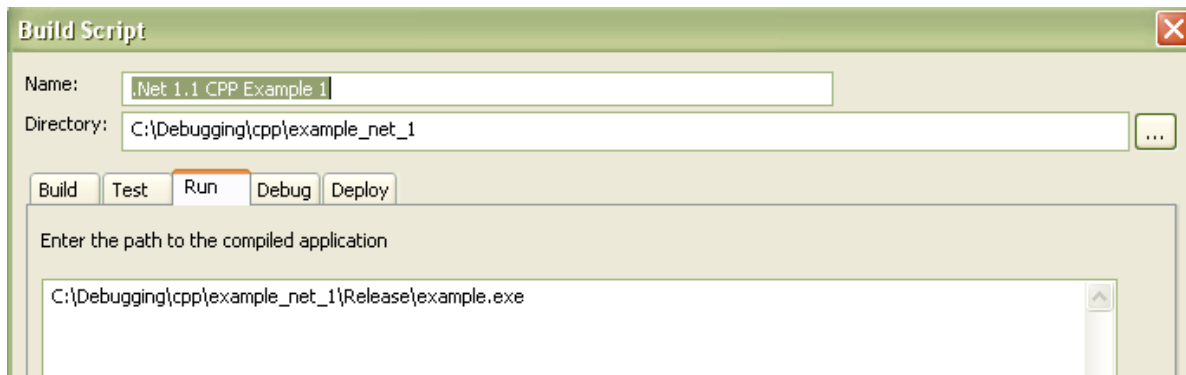 Build Script
Name: .Net 1.1 CPP Example 1
Directory: C:\Debugging\cpp\example_net_1 ...
Build Test Run Debug Deploy
Enter the path to the compiled application
C:\Debugging\cpp\example_net_1\Release\example.exe